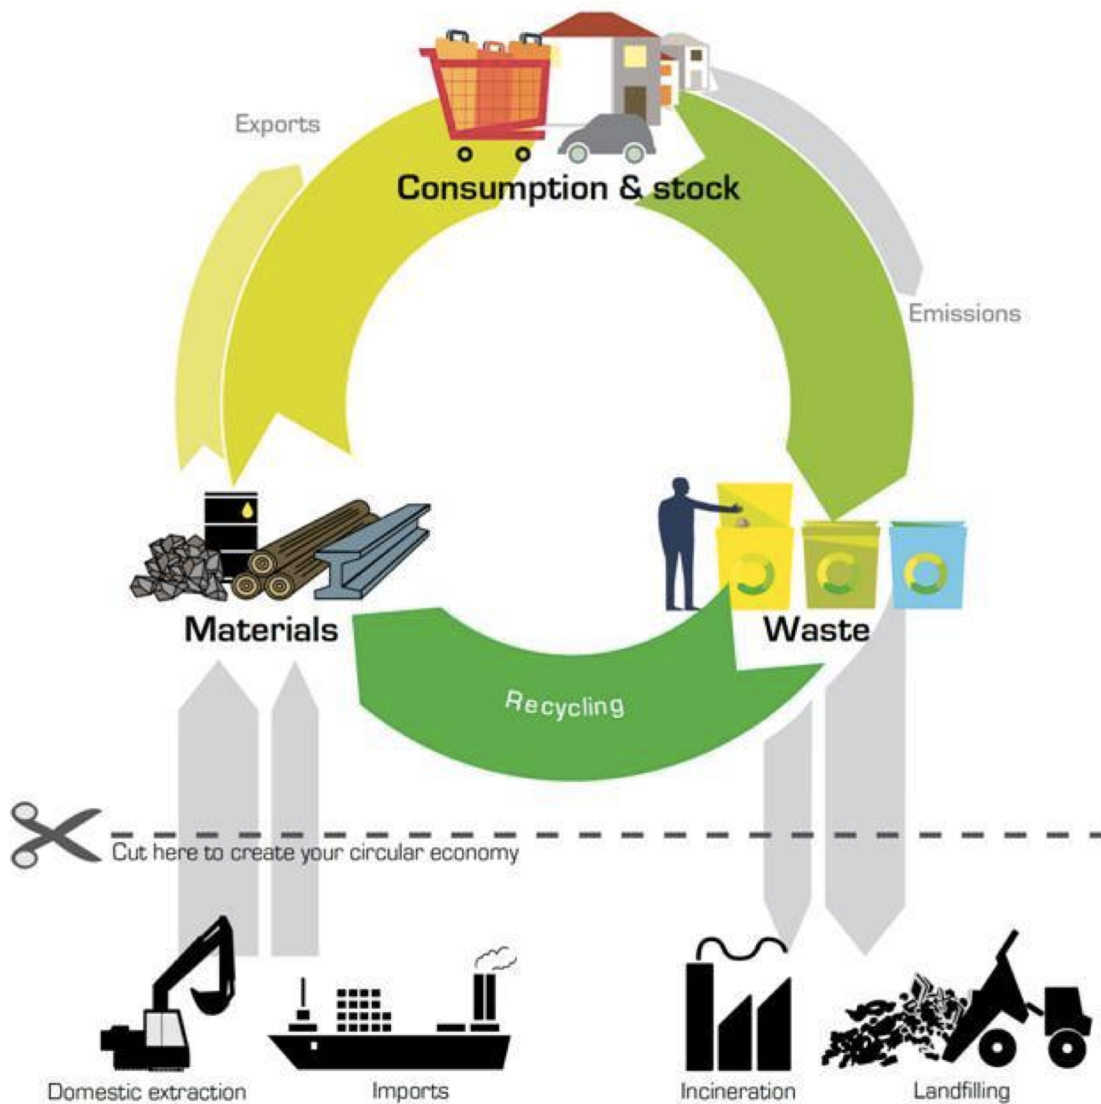 Exports
Consumption & stock
Emissions
Materials
Waste
Recycling
Cut here to create your circular economy
Domestic extraction
Imports
Incineration
Landfilling